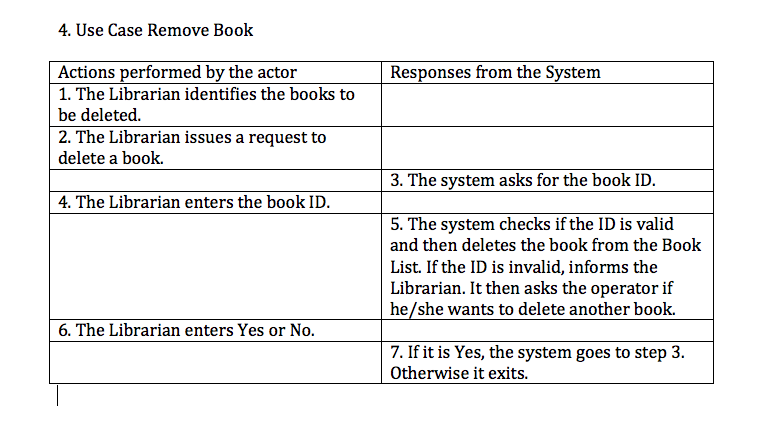 4. Use Case Remove Book
Actions performed by the actor
Responses from the System
1. The Librarian identifies the books to
be deleted.
2. The Librarian issues a request to
delete a book.
3. The system asks for the book ID.
4. The Librarian enters the book ID.
5. The system checks if the ID is valid
and then deletes the book from the Book
List. If the ID is invalid, informs the
Librarian. It then asks the operator if
he/she wants to delete another book.
6. The Librarian enters Yes or No.
7. If it is Yes, the system goes to step 3.
Otherwise it exits.